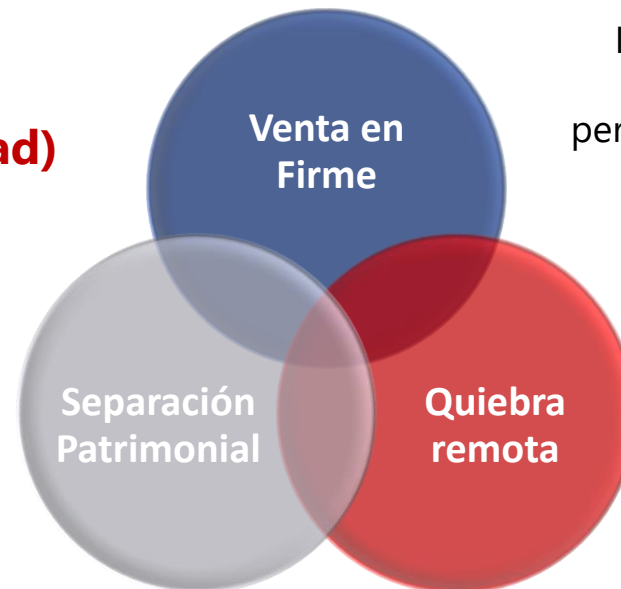 Venta en
Firme
ad)
per
Separación
Patrimonial
Quiebra
remota